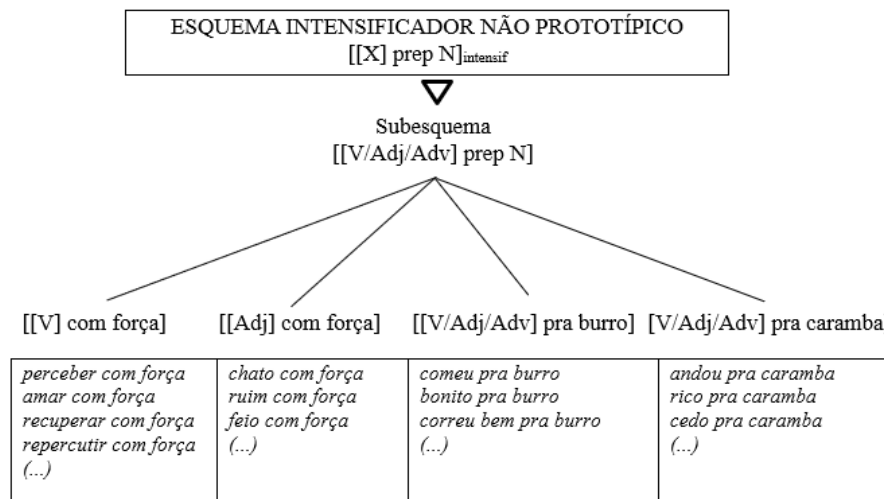 ESQUEMA INTENSIFICADOR NÃO PROTOTÍPICO
[[X] prep N]intensif
Subesquema
[[V/Adj/Adv] prep N]
[[V] com força]
[[Adj] com força]
[[V/Adj/Adv] pra burro]
[V/Adj/Adv] pra caramba]
perceber com força
amar com força
recuperar com força
repercutir com força
(...)
chato com força
ruim com força
feio com força
(...)
comeu pra burro
bonito pra burro
correu bem pra burro
(...)
andou pra caramba
rico pra caramba
cedo pra caramba
(...)